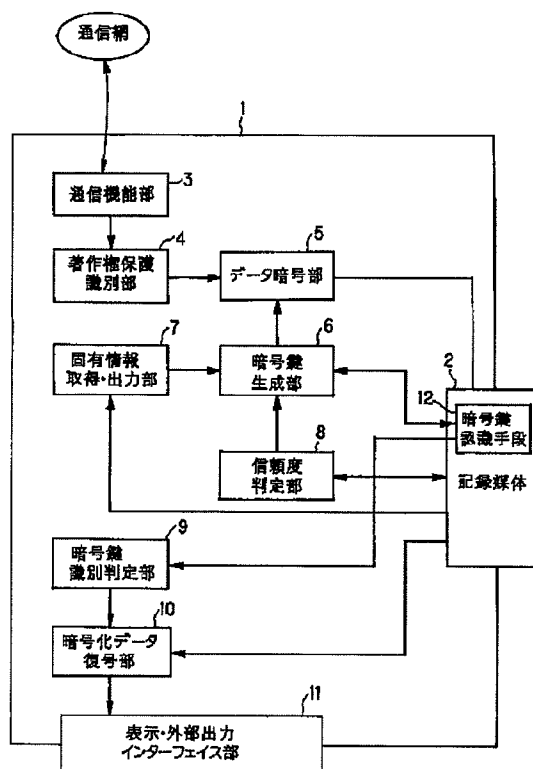 通信網
1
通信機能部
3
著作権保護
識別部
4
データ暗号部
5
固有情報
取得・出力部
7
暗号鍵
生成部
6
2
12
暗号鍵
認識手段
記録媒体
信頼度
判定部
8
暗号鍵
識別判定部
9
暗号化データ
復号部
10
表示・外部出力
インターフェイス部
11